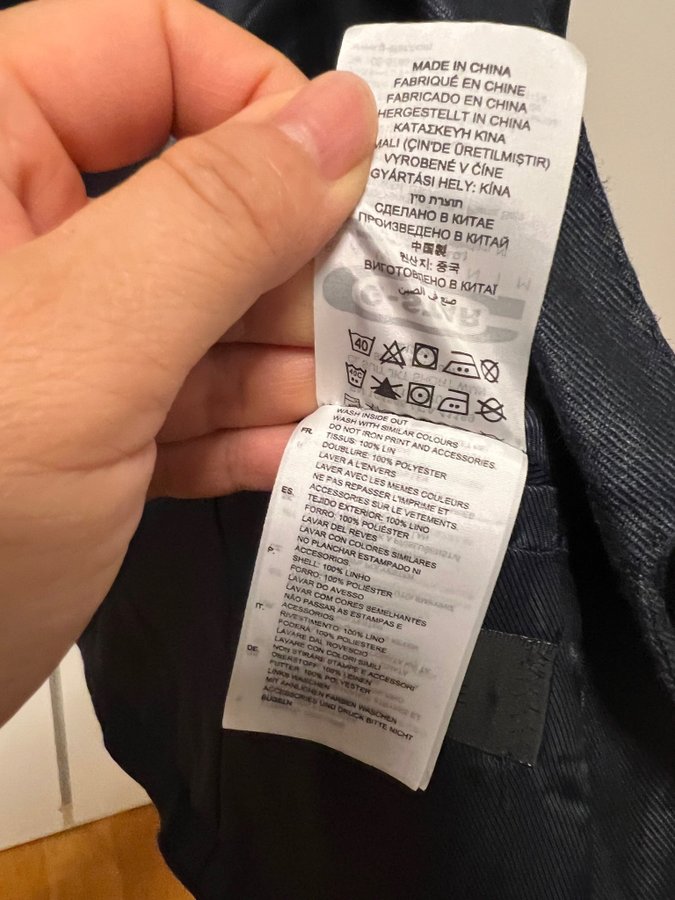 MADE IN CHINA
FABRIQUÉ EN CHINE
FABRICADO EN CHINA
HERGESTELLT IN CHINA
ΚΑΤΑΣΚΕΥΗ ΚΙΝΑ
MALI (ÇIN'DE ÜRETILMIŞTIR)
VYROBENÉ V ČÍNE
GYÁRTÁSI HELY: KÍNA
תוצרת סין
СДЕЛАНО В КИТАЕ
ПРОИЗВЕДЕНО В КИТАЙ
中国製
원산지: 중국
ВИГОТОВЛЕНО В КИТАЇ
صنع في الصين
G-STAR
40
40C
WASH INSIDE OUT
WASH WITH SIMILAR COLOURS
DO NOT IRON PRINT AND ACCESSORIES.
FR. TISSUS: 100% LIN
DOUBLURE: 100% POLYESTER
LAVER A L'ENVERS
LAVER AVEC LES MEMES COULEURS
NE PAS REPASSER L'IMPRIME ET
ACCESSORIES SUR LE VETEMENTS.
ES. TEJIDO EXTERIOR: 100% LINO
FORRO: 100% POLIÉSTER
LAVAR DEL REVES
LAVAR CON COLORES SIMILARES
NO PLANCHAR ESTAMPADO NI
ACCESORIOS.
P. SHELL: 100% LINHO
FORRO: 100% POLIÉSTER
LAVAR DO AVESSO
LAVAR COM CORES SEMELHANTES
NÃO PASSAR AS ESTAMPAS E
ACESSORIOS
IT. RIVESTIMENTO: 100% LINO
PODERÁ: 100% POLIESTERE
LAVARE DAL ROVESCIO
LAVARE CON COLORI SIMILI
NON STIRARE STAMPE E ACCESSORI
DE. OBERSTOFF: 100% LEINEN
FUTTER: 100% POLYESTER
LINKS WASCHEN
MIT ÄHNLICHEN FARBEN WASCHEN
ACCESSORIES UND DRUCK BITTE NICHT
BÜGELN